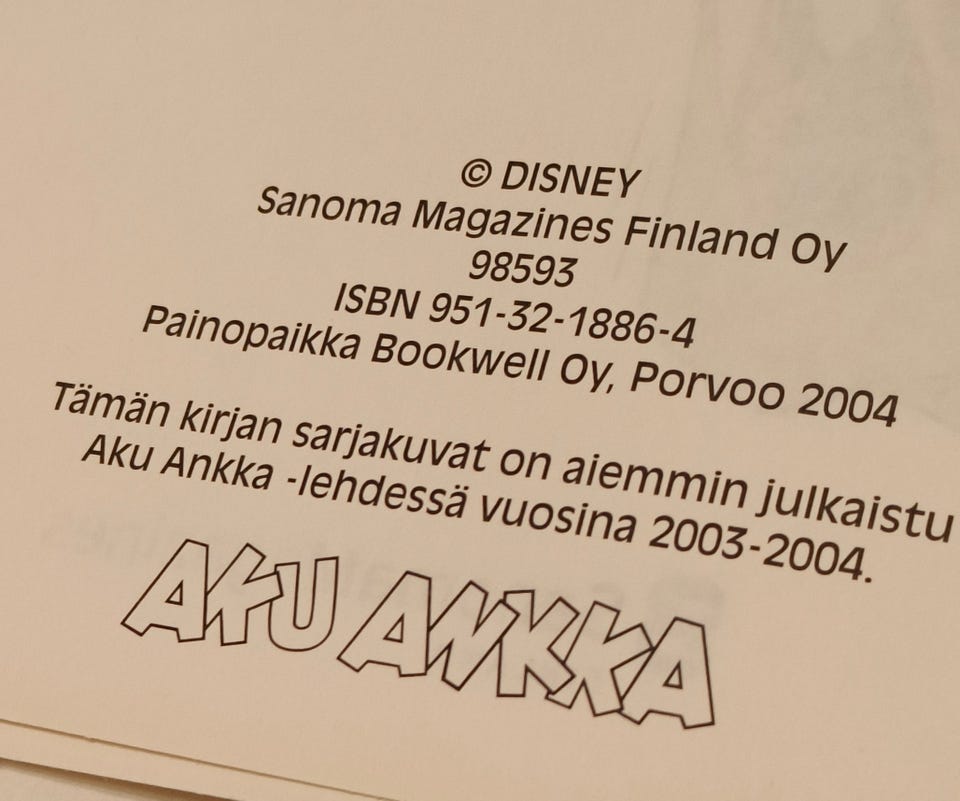 © DISNEY
Sanoma Magazines Finland Oy
98593
ISBN 951-32-1886-4
Painopaikka Bookwell Oy, Porvoo 2004
Tämän kirjan sarjakuvat on aiemmin julkaistu
Aku Ankka -lehdessä vuosina 2003-2004.
AKU ANKKA